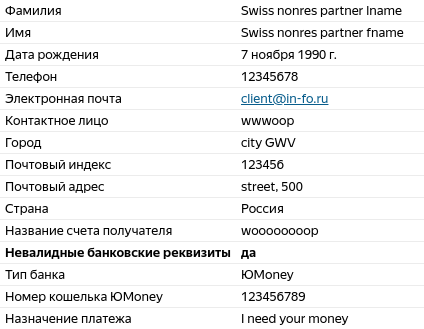 Фамилия Swiss nonres partner lname
Имя Swiss nonres partner fname
Дата рождения 7 ноября 1990 г.
Телефон 12345678
Электронная почта client@in-fo.ru
Контактное лицо wwwoop
Город city GWV
Почтовый индекс 123456
Почтовый адрес street, 500
Страна Россия
Название счета получателя woooooooop
Невалидные банковские реквизиты да
Тип банка ЮMoney
Номер кошелька ЮMoney 123456789
Назначение платежа I need your money